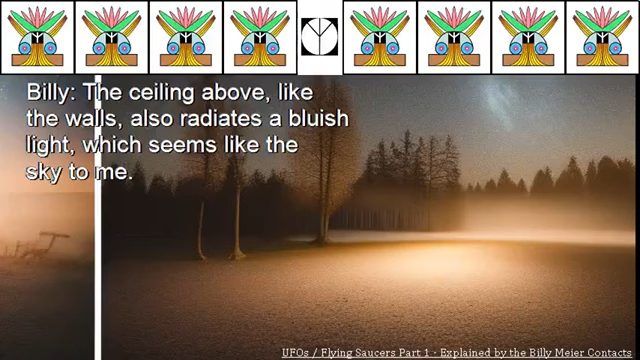 Billy: The ceiling above, like
the walls, also radiates a bluish
light, which seems like the
sky to me.
UFOs / Flying Saucers Part 1 - Explained by the Billy Meier Contacts